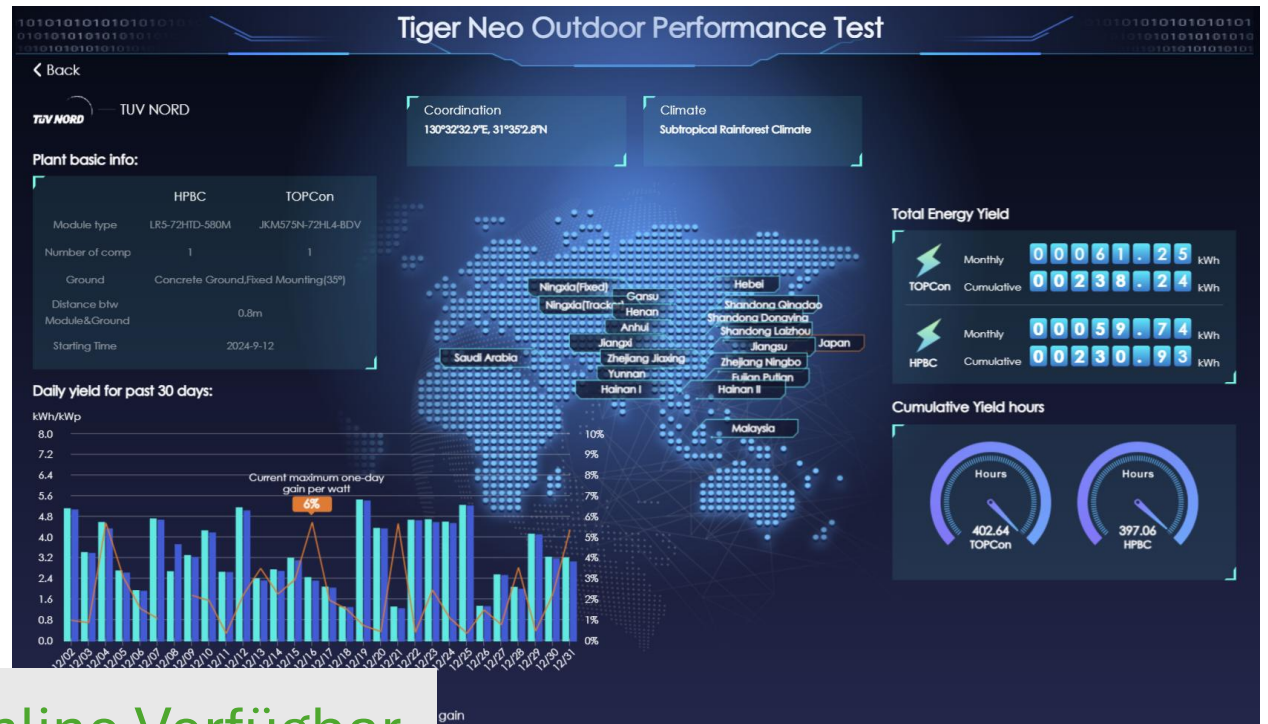 Tiger Neo Outdoor Performance Test
Back
TÜV NORD
TUV NORD
Coordination
130°32'32.9"E, 31°35'2.8"N
Climate
Subtropical Rainforest Climate
Plant basic info:
HPBC TOPCon
Module type LR5-72HTD-580M JKM575N-72HL4-BDV
Number of comp 1 1
Ground Concrete Ground,Fixed Mounting(35°)
Distance btw
Module&Ground 0.8m
Starting Time 2024-9-12
Ningxia(Fixed)
Ningxia(Track
Gansu
Henan
Anhui
Jiangxi
Zhejiang Jiaxing
Yunnan
Hainan I
Saudi Arabia
Hebei
Shandong Qingdao
Shandong Dongying
Shandong Laizhou
Jiangsu
Japan
Zhejiang Ningbo
Fujian Putian
Hainan II
Malaysia
Total Energy Yield
TOPCon
Monthly 00061.25 kWh
Cumulative 00238.24 kWh
HPBC
Monthly 00059.74 kWh
Cumulative 00230.93 kWh
Cumulative Yield hours
Hours
402.64
TOPCon
Hours
397.06
HPBC
Daily yield for past 30 days:
kWh/kWp
8.0 10%
7.2 9%
6.4 8%
5.6 7%
4.8 6%
4.0 5%
3.2 4%
2.4 3%
1.6 2%
0.8 1%
0.0 0%
Current maximum one-day
gain per watt
6%
12/02 12/03 12/04 12/05 12/06 12/07 12/08 12/09 12/10 12/11 12/12 12/13 12/14 12/15 12/16 12/17 12/18 12/19 12/20 12/21 12/22 12/23 12/24 12/25 12/26 12/27 12/28 12/29 12/30 12/31
gain